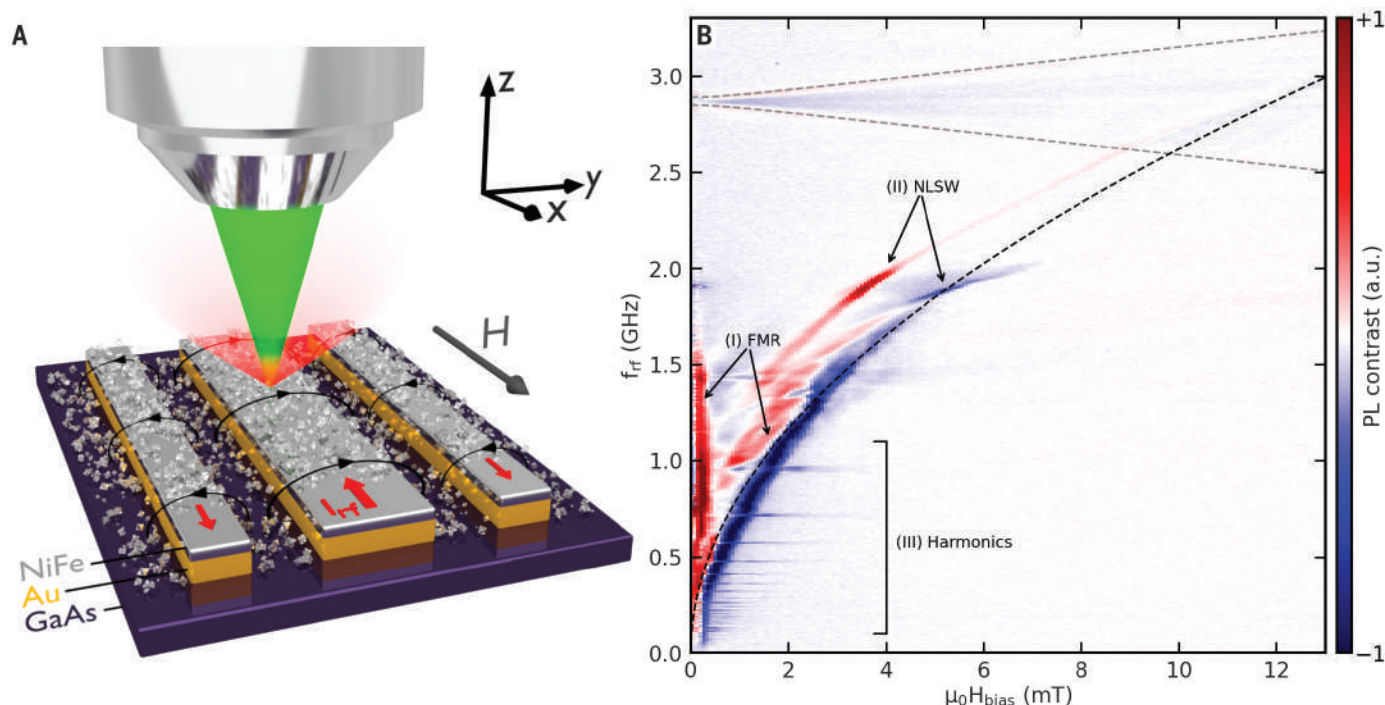 A
z
y
x
H
I_rf
NiFe
Au
GaAs
B
+1
3.0
2.5
(II) NLSW
2.0
f_rf (GHz)
PL contrast (a.u.)
(I) FMR
1.5
1.0
(III) Harmonics
0.5
0.0
−1
0 2 4 6 8 10 12
μ₀H_bias (mT)